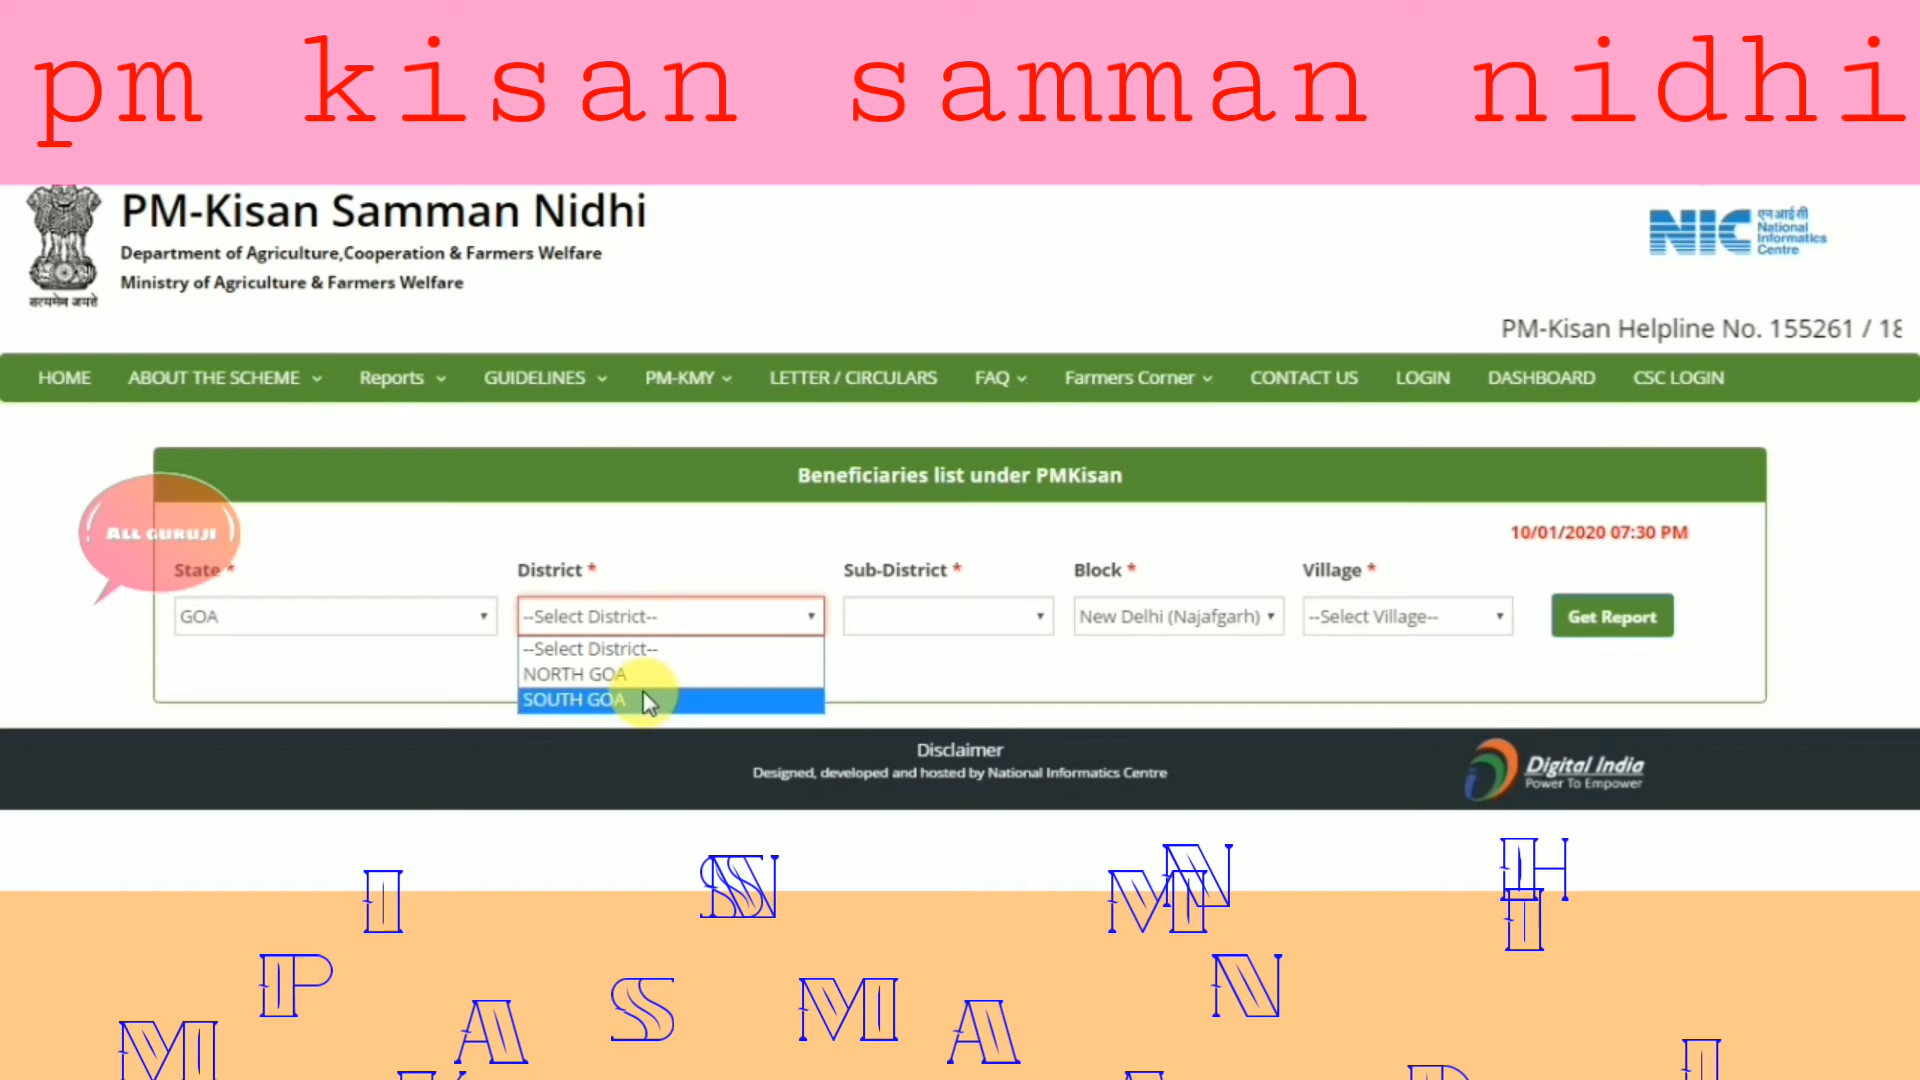 pm kisan samman nidhi
PM-Kisan Samman Nidhi
Department of Agriculture,Cooperation & Farmers Welfare
Ministry of Agriculture & Farmers Welfare
सत्यमेव जयते
NIC
एन आई सी
National
Informatics
Centre
PM-Kisan Helpline No. 155261 / 18
HOME ABOUT THE SCHEME Reports GUIDELINES PM-KMY LETTER / CIRCULARS FAQ Farmers Corner CONTACT US LOGIN DASHBOARD CSC LOGIN
Beneficiaries list under PMKisan
ALL GURUJI
10/01/2020 07:30 PM
State * District * Sub-District * Block * Village *
GOA --Select District-- New Delhi (Najafgarh) --Select Village-- Get Report
--Select District--
NORTH GOA
SOUTH GOA
Disclaimer
Designed, developed and hosted by National Informatics Centre
Digital India
Power To Empower
I S N M I N H I
P A S M A N
M I